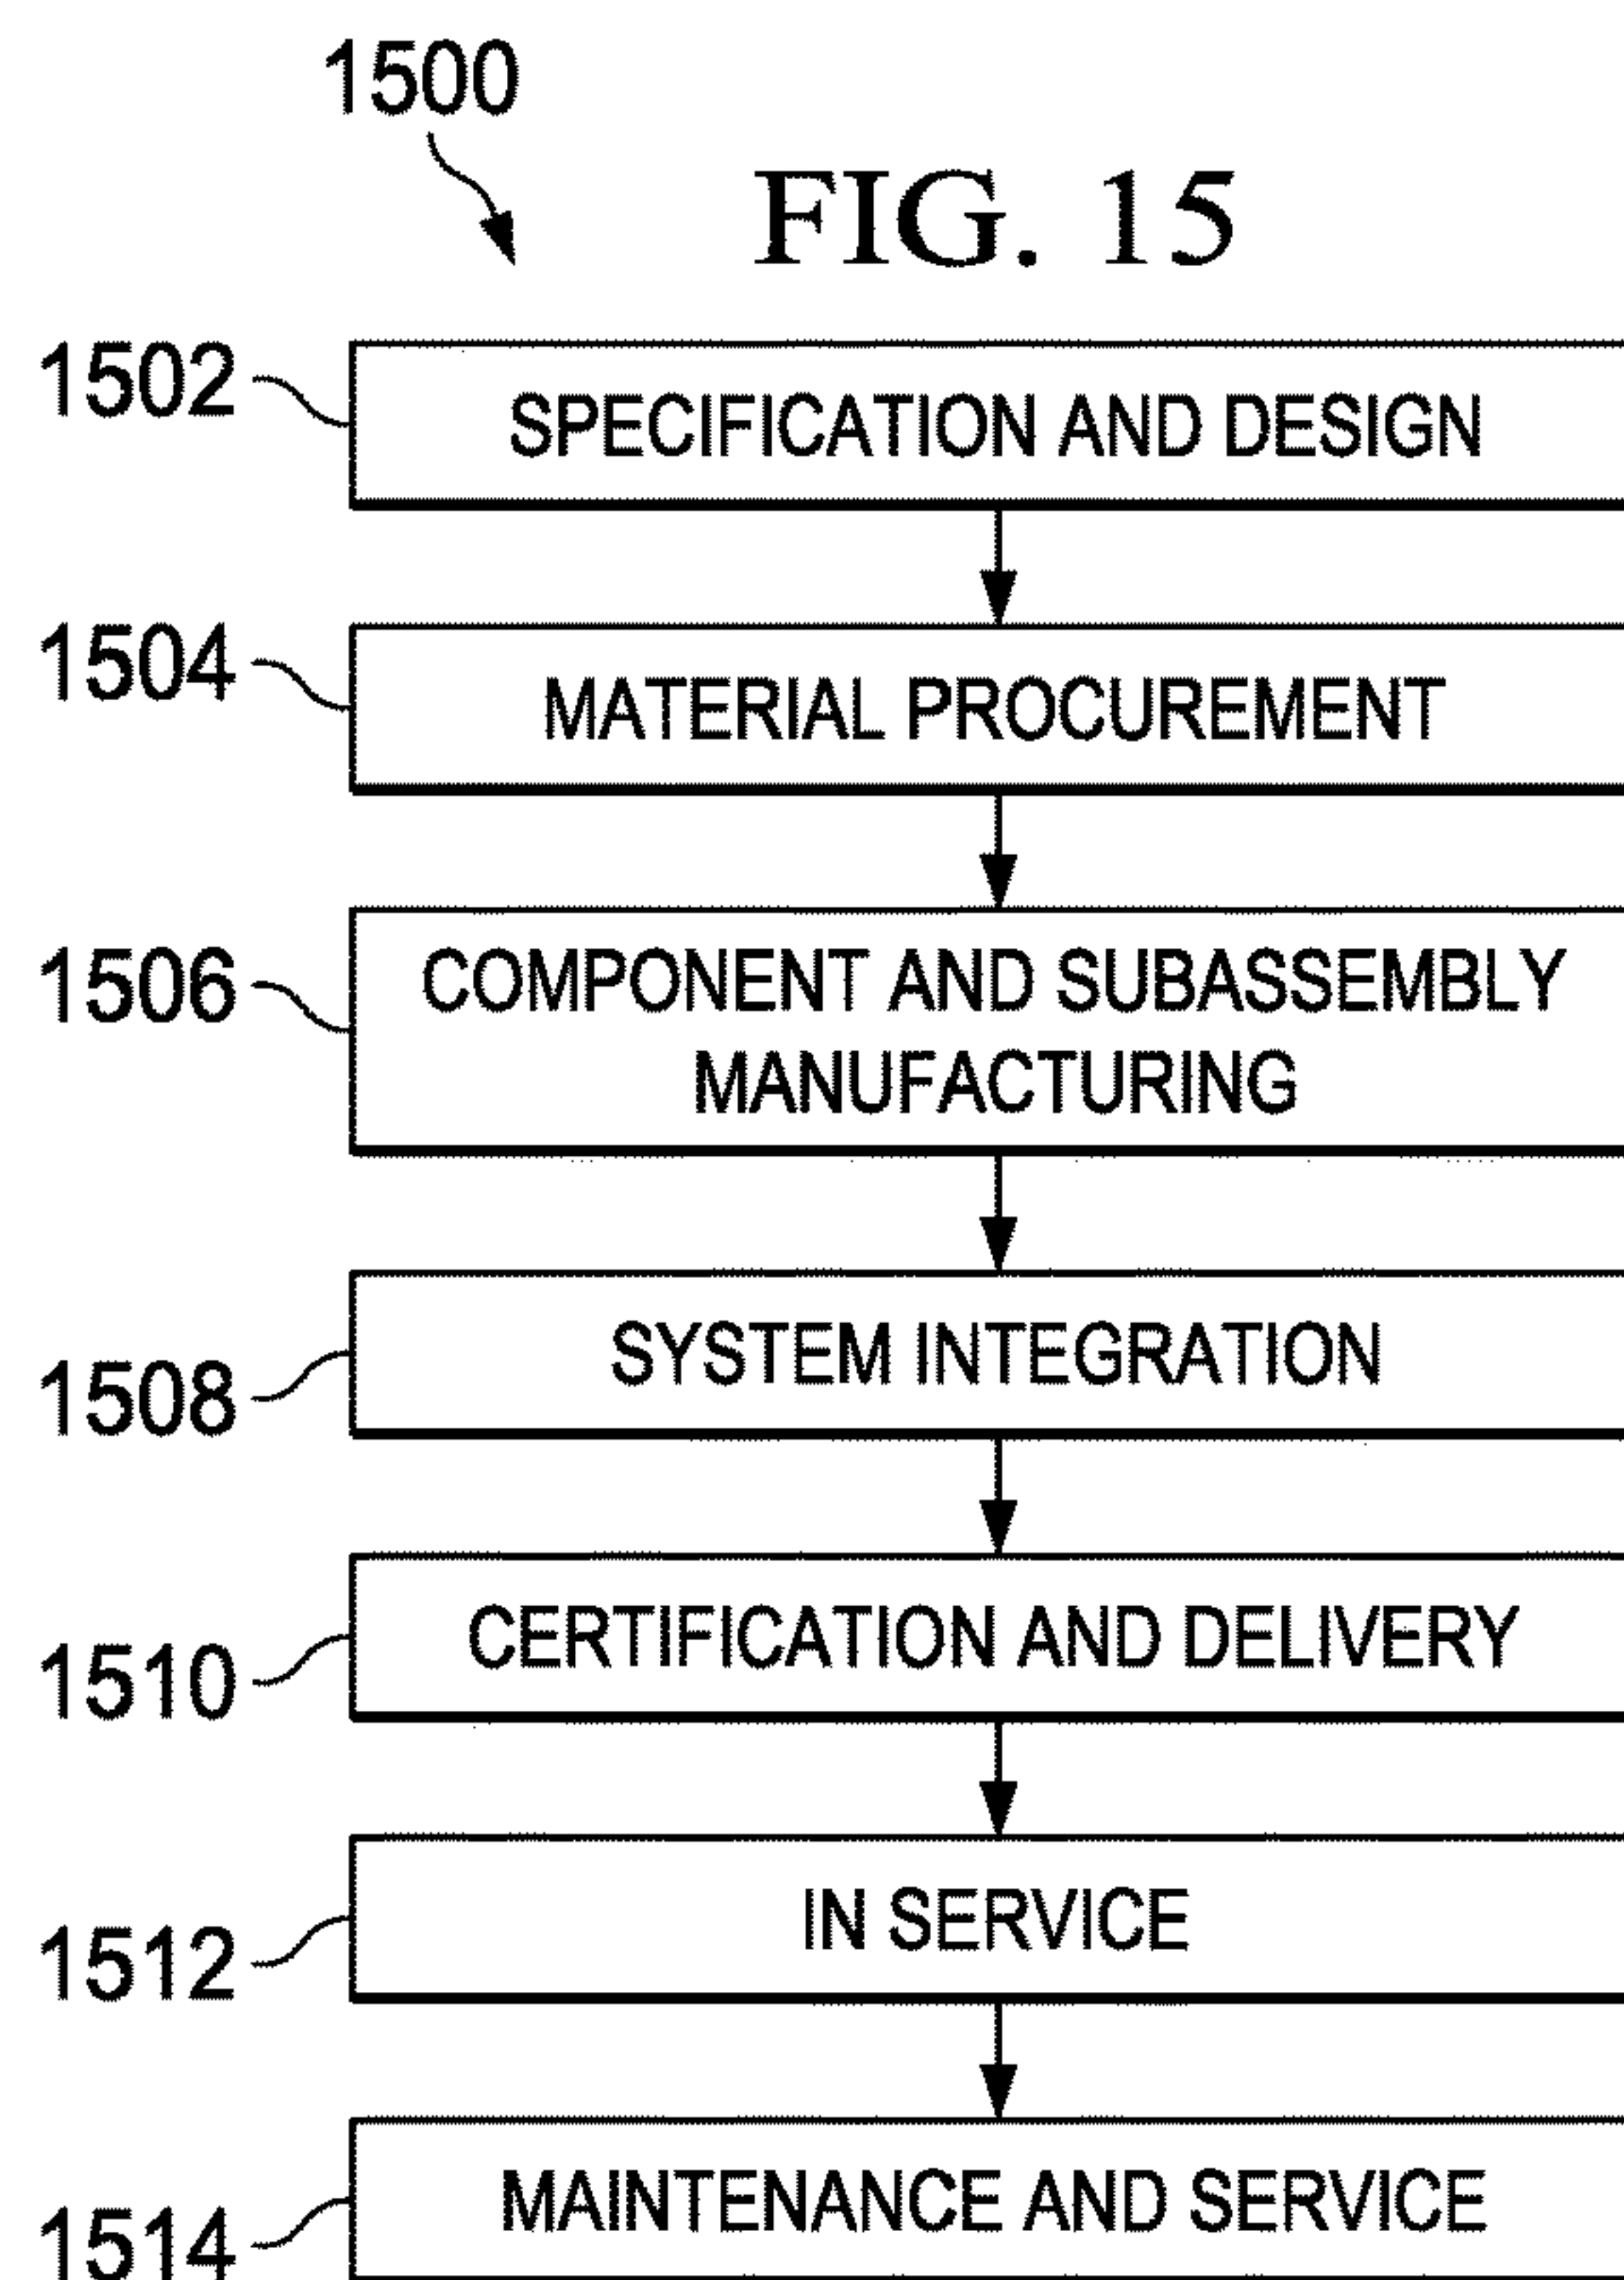 1500
FIG. 15
1502
SPECIFICATION AND DESIGN
1504
MATERIAL PROCUREMENT
1506
COMPONENT AND SUBASSEMBLY
MANUFACTURING
1508
SYSTEM INTEGRATION
1510
CERTIFICATION AND DELIVERY
1512
IN SERVICE
1514
MAINTENANCE AND SERVICE